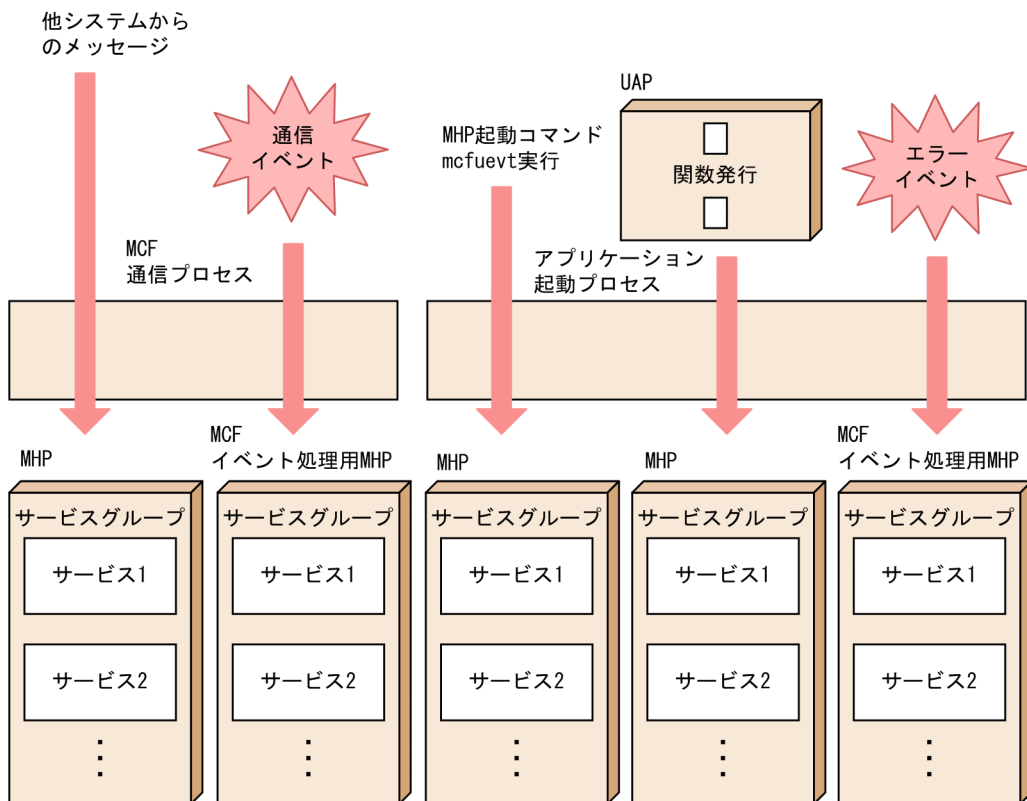 他システムから
のメッセージ
通信
イベント
MHP起動コマンド
mcfuevt実行
UAP
関数発行
エラー
イベント
MCF
通信プロセス
アプリケーション
起動プロセス
MHP
MCF
イベント処理用MHP
MHP
MHP
MCF
イベント処理用MHP
サービスグループ
サービス1
サービス2
サービスグループ
サービス1
サービス2
サービスグループ
サービス1
サービス2
サービスグループ
サービス1
サービス2
サービスグループ
サービス1
サービス2